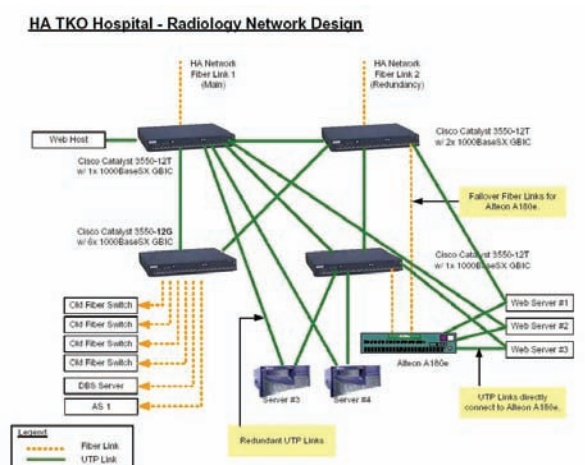 HA TKO Hospital - Radiology Network Design
HA Network
Fiber Link 1
(Main)
HA Network
Fiber Link 2
(Redundancy)
Web Host
Cisco Catalyst 3550-12T
w/ 1x 1000BaseSX GBIC
Cisco Catalyst 3550-12T
w/ 2x 1000BaseSX GBIC
Failover Fiber Links for
Alteon A180e.
Cisco Catalyst 3550-12G
w/ 6x 1000BaseSX GBIC
Cisco Catalyst 3550-12T
w/ 1x 1000BaseSX GBIC
Old Fiber Switch
Old Fiber Switch
Old Fiber Switch
Old Fiber Switch
DBS Server
AS 1
Web Server #1
Web Server #2
Web Server #3
Alteon A180e
Server #3
Server #4
UTP Links directly
connect to Alteon A180e.
Redundant UTP Links
Legend
Fiber Link
UTP Link